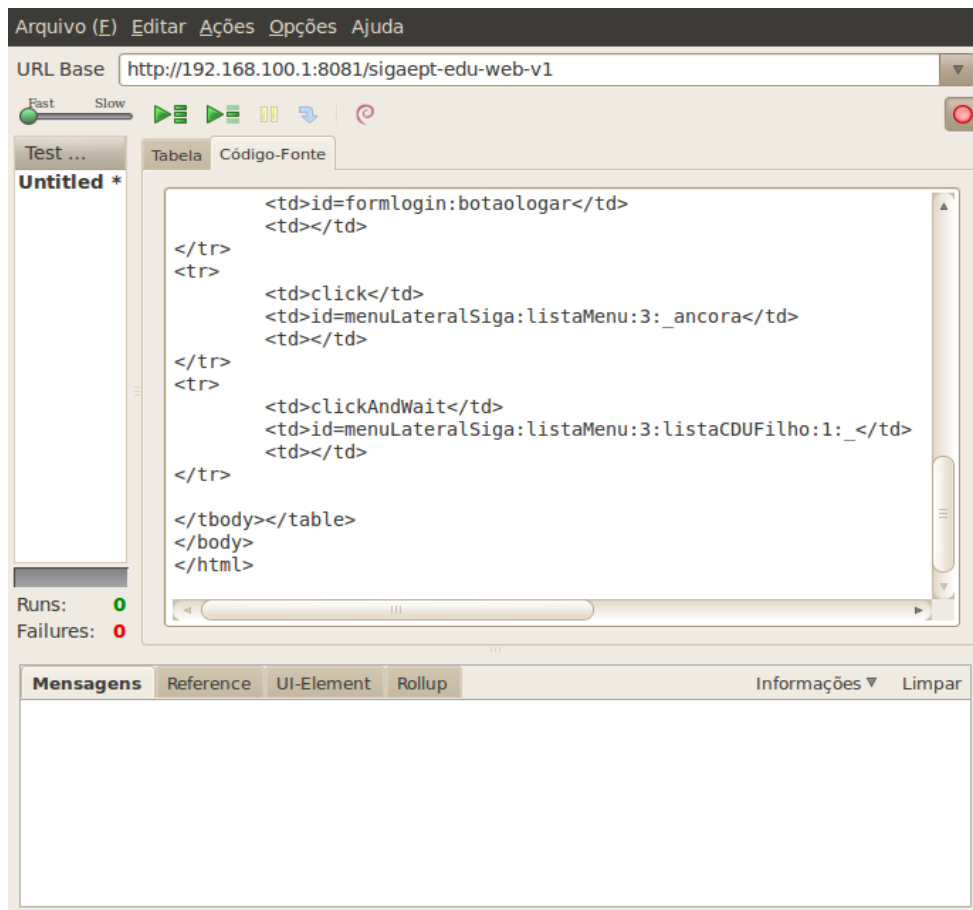 Arquivo (F) Editar Ações Opções Ajuda
URL Base http://192.168.100.1:8081/sigaept-edu-web-v1
Fast Slow
Test ...
Untitled *
Tabela Código-Fonte
<td>id=formlogin:botaologar</td>
<td></td>
</tr>
<tr>
<td>click</td>
<td>id=menuLateralSiga:listaMenu:3:_ancora</td>
<td></td>
</tr>
<tr>
<td>clickAndWait</td>
<td>id=menuLateralSiga:listaMenu:3:listaCDUFilho:1:_</td>
<td></td>
</tr>
</tbody></table>
</body>
</html>
Runs: 0
Failures: 0
Mensagens Reference UI-Element Rollup Informações Limpar